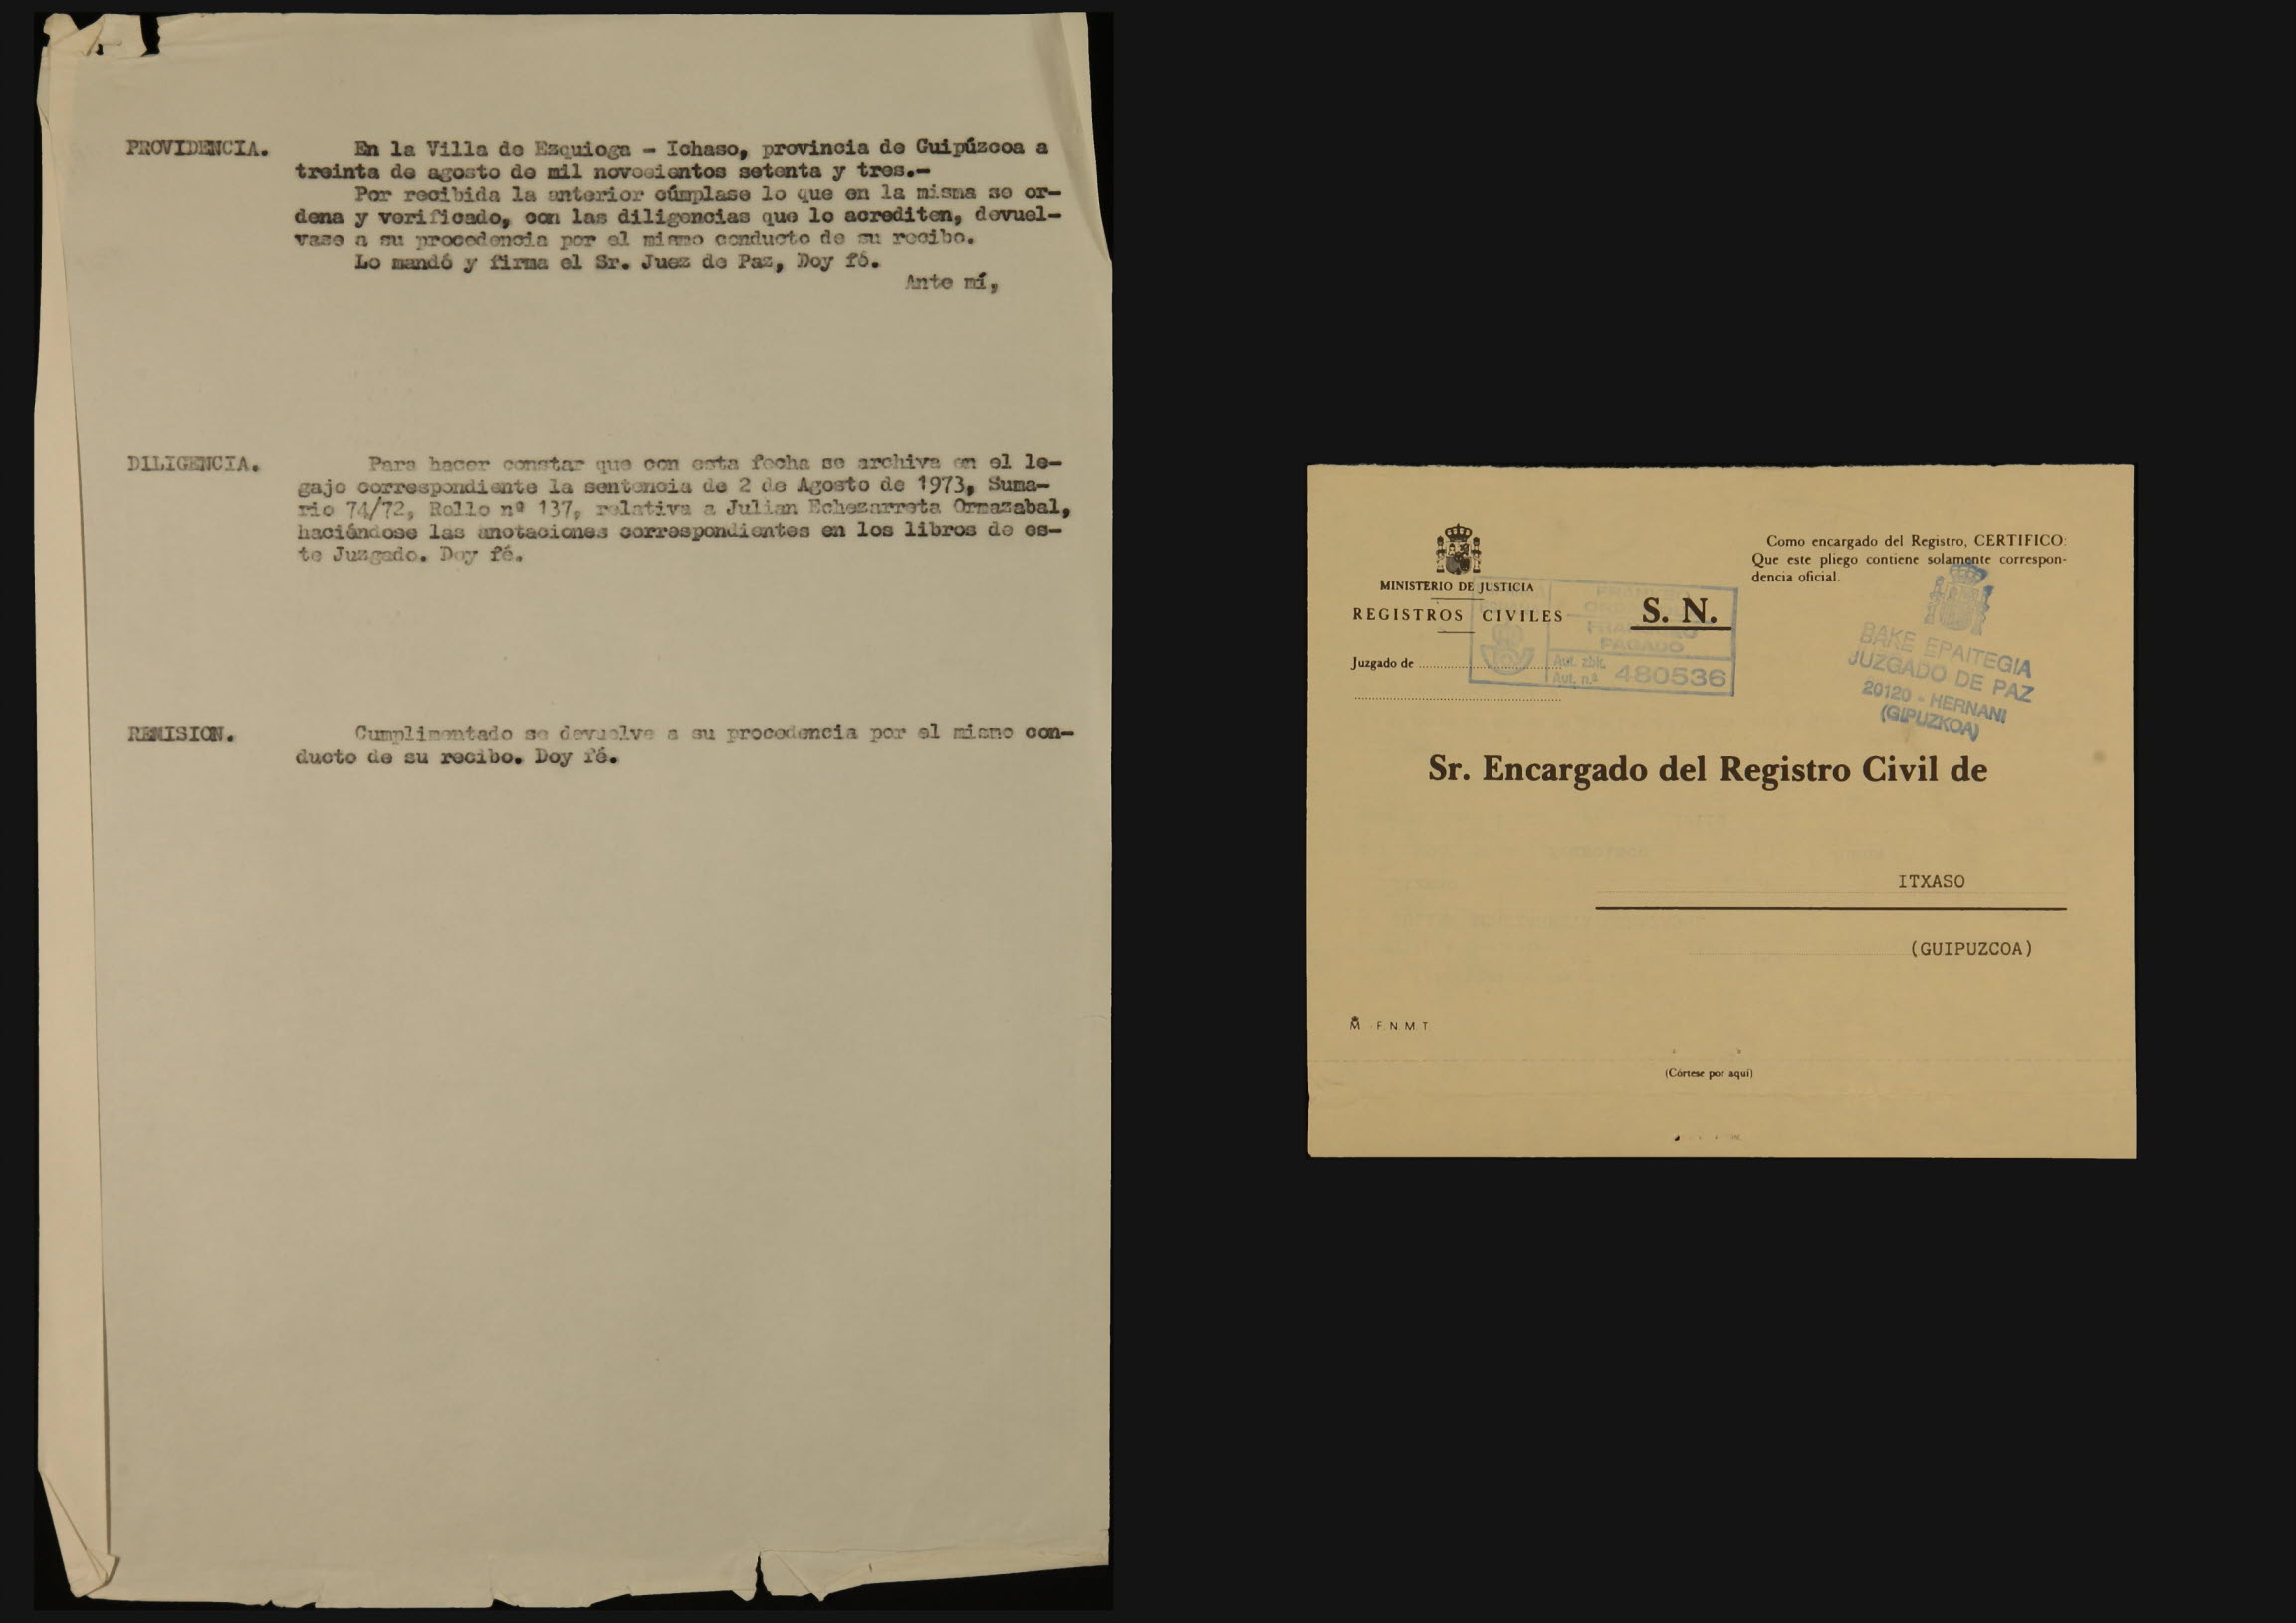 PROVIDENCIA. En la Villa de Ezquioga - Ichaso, provincia de Guipúzcoa a
treinta de agosto de mil novecientos setenta y tres.-
Por recibida la anterior cúmplase lo que en la misma se or-
dena y verificado, con las diligencias que lo acrediten, devuel-
vase a su procedencia por el mismo conducto de su recibo.
Lo mandó y firma el Sr. Juez de Paz, Doy fé.
Ante mí,
DILIGENCIA. Para hacer constar que con esta fecha se archiva en el le-
gajo correspondiente la sentencia de 2 de Agosto de 1973, Suma-
rio 74/72, Rollo nº 137, relativa a Julian Echezarreta Ormazabal,
haciéndose las anotaciones correspondientes en los libros de es-
te Juzgado. Doy fé.
REMISION. Cumplimentado se devuelve a su procedencia por el mismo con-
ducto de su recibo. Doy fé.
MINISTERIO DE JUSTICIA
REGISTROS CIVILES
S. N.
Juzgado de
FRANQUEO
PAGADO
Aut. zbk.
Aut. n.º 480536
Como encargado del Registro, CERTIFICO:
Que este pliego contiene solamente correspon-
dencia oficial.
BAKE EPAITEGIA
JUZGADO DE PAZ
20120 - HERNANI
(GIPUZKOA)
Sr. Encargado del Registro Civil de
ITXASO
(GUIPUZCOA)
F. N. M. T.
(Córtese por aquí)